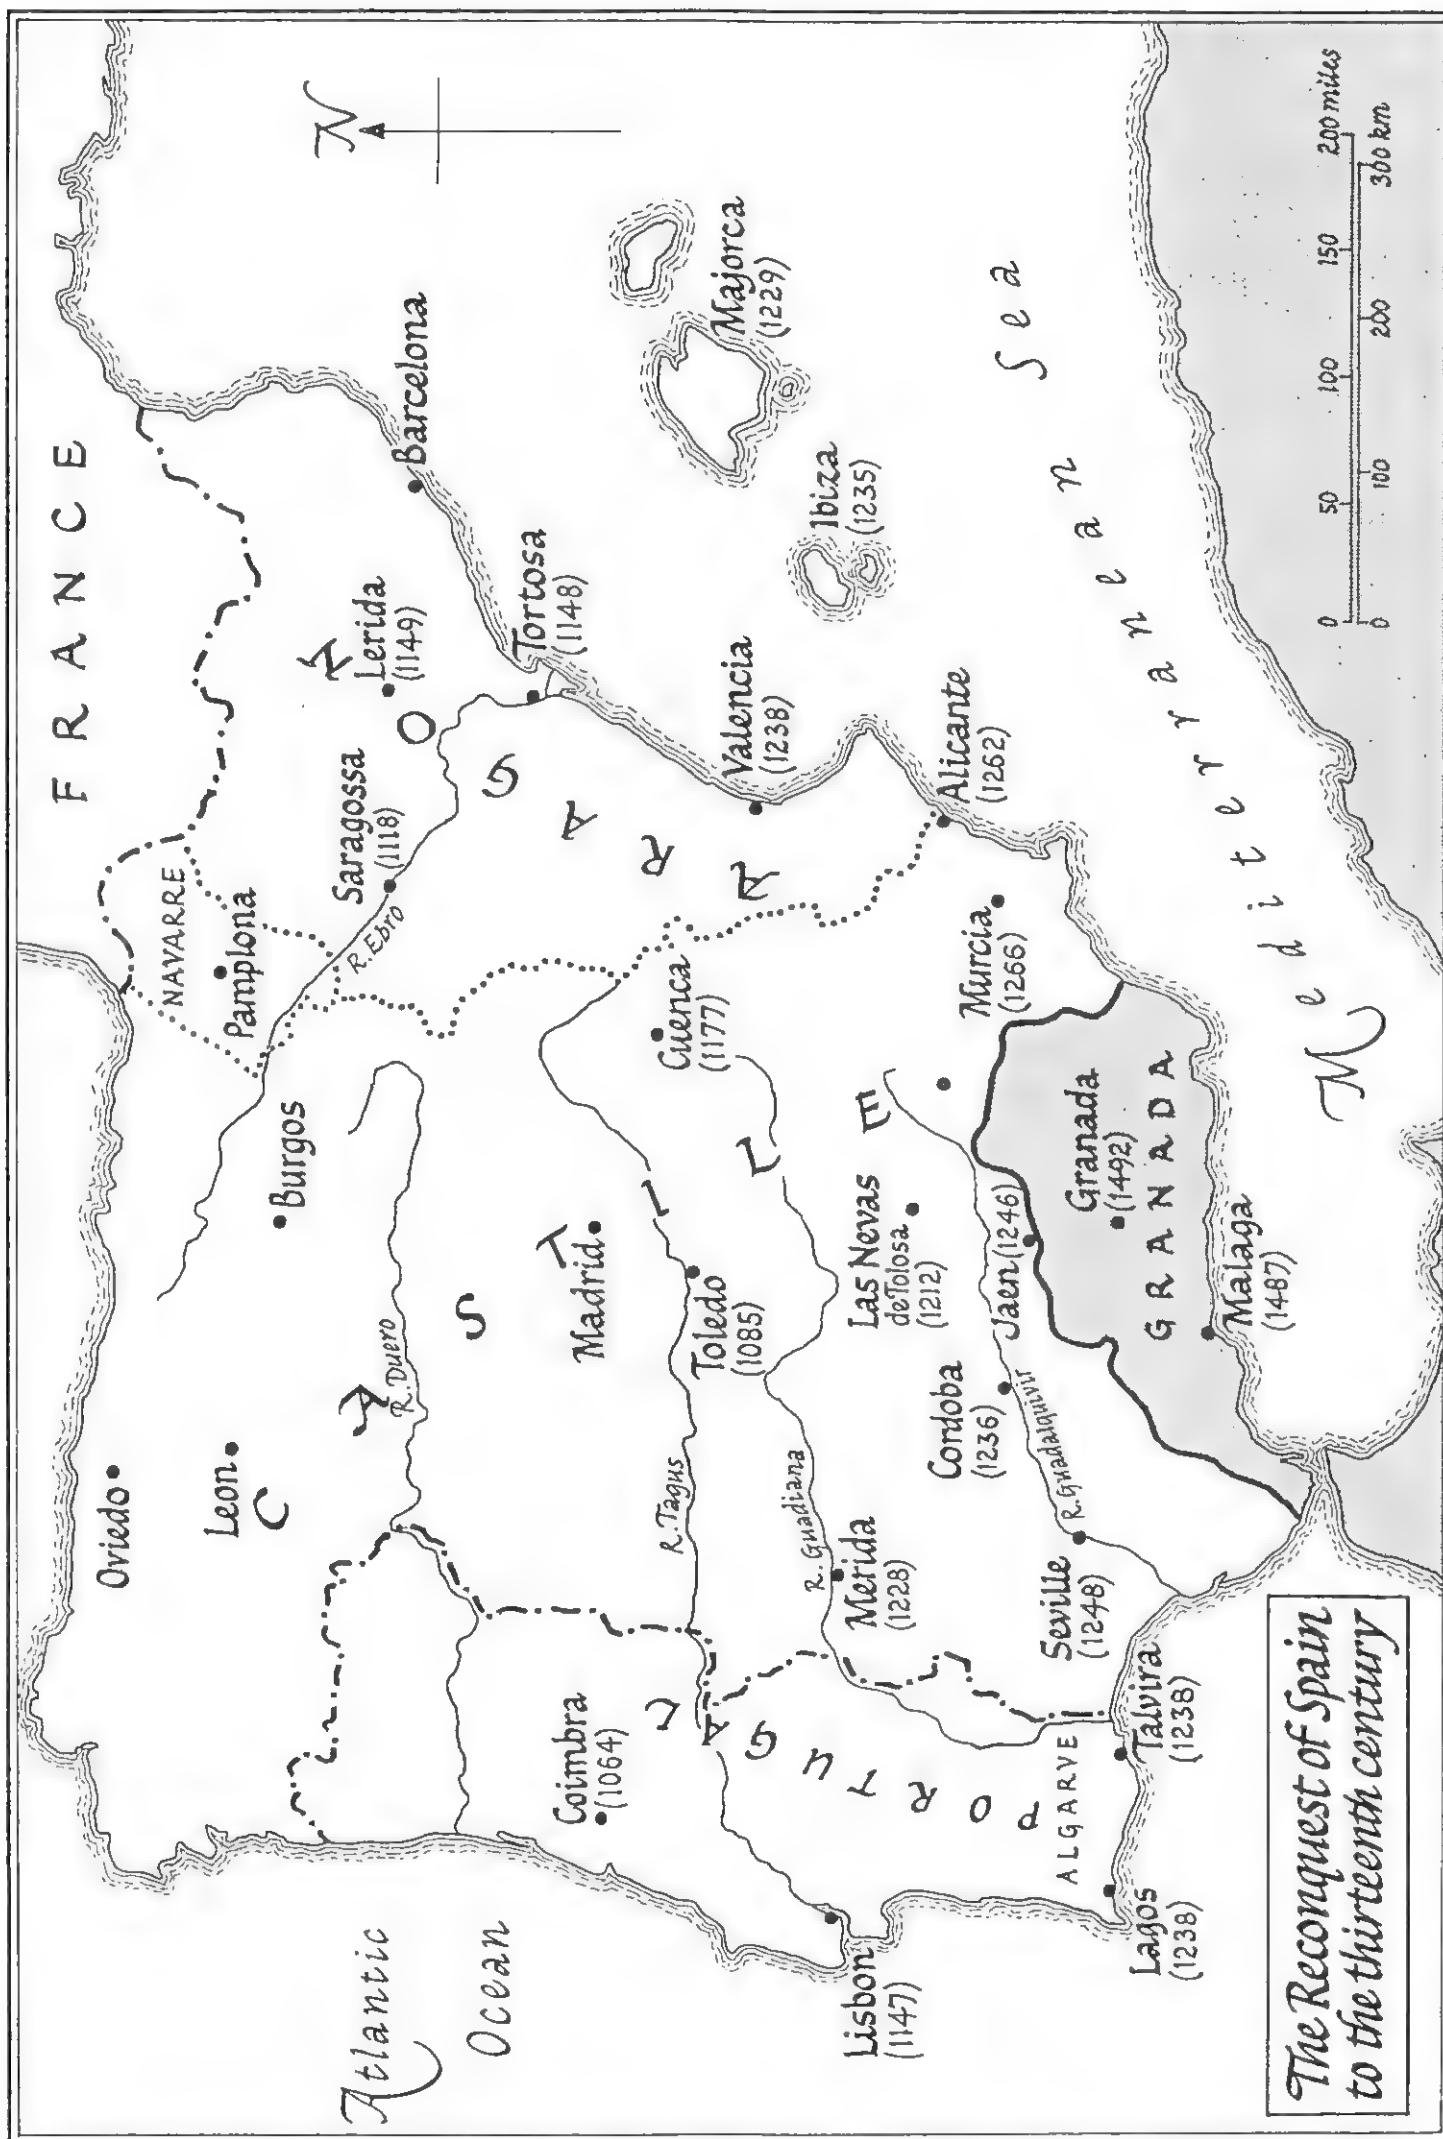 FRANCE
N
Oviedo
Leon
Burgos
NAVARRE
Pamplona
Saragossa
(1118)
R. Ebro
Lerida
(1149)
Barcelona
Tortosa
(1148)
ARAGON
CASTILE
R. Duero
Madrid
Toledo
(1085)
R. Tagus
Cuenca
(1177)
Valencia
(1238)
Majorca
(1229)
Ibiza
(1235)
Alicante
(1262)
Murcia
(1266)
Atlantic
Ocean
Coimbra
(1064)
PORTUGAL
Lisbon
(1147)
R. Guadiana
Merida
(1228)
Las Nevas
de Tolosa
(1212)
Cordoba
(1236)
Jaen (1246)
R. Guadalquivir
Seville
(1248)
ALGARVE
Talvira
(1238)
Lagos
(1238)
Granada
(1492)
GRANADA
Malaga
(1487)
Mediterranean Sea
0 50 100 150 200 miles
0 100 200 300 km
The Reconquest of Spain
to the thirteenth century